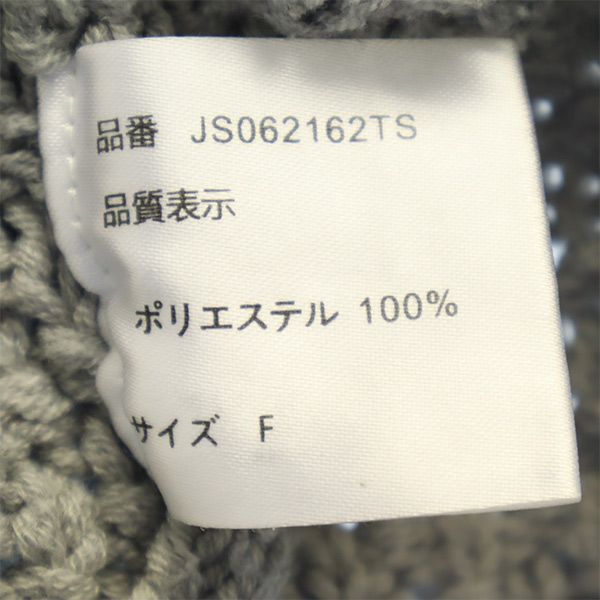 品番 JS062162TS
品質表示
ポリエステル 100%
サイズ F